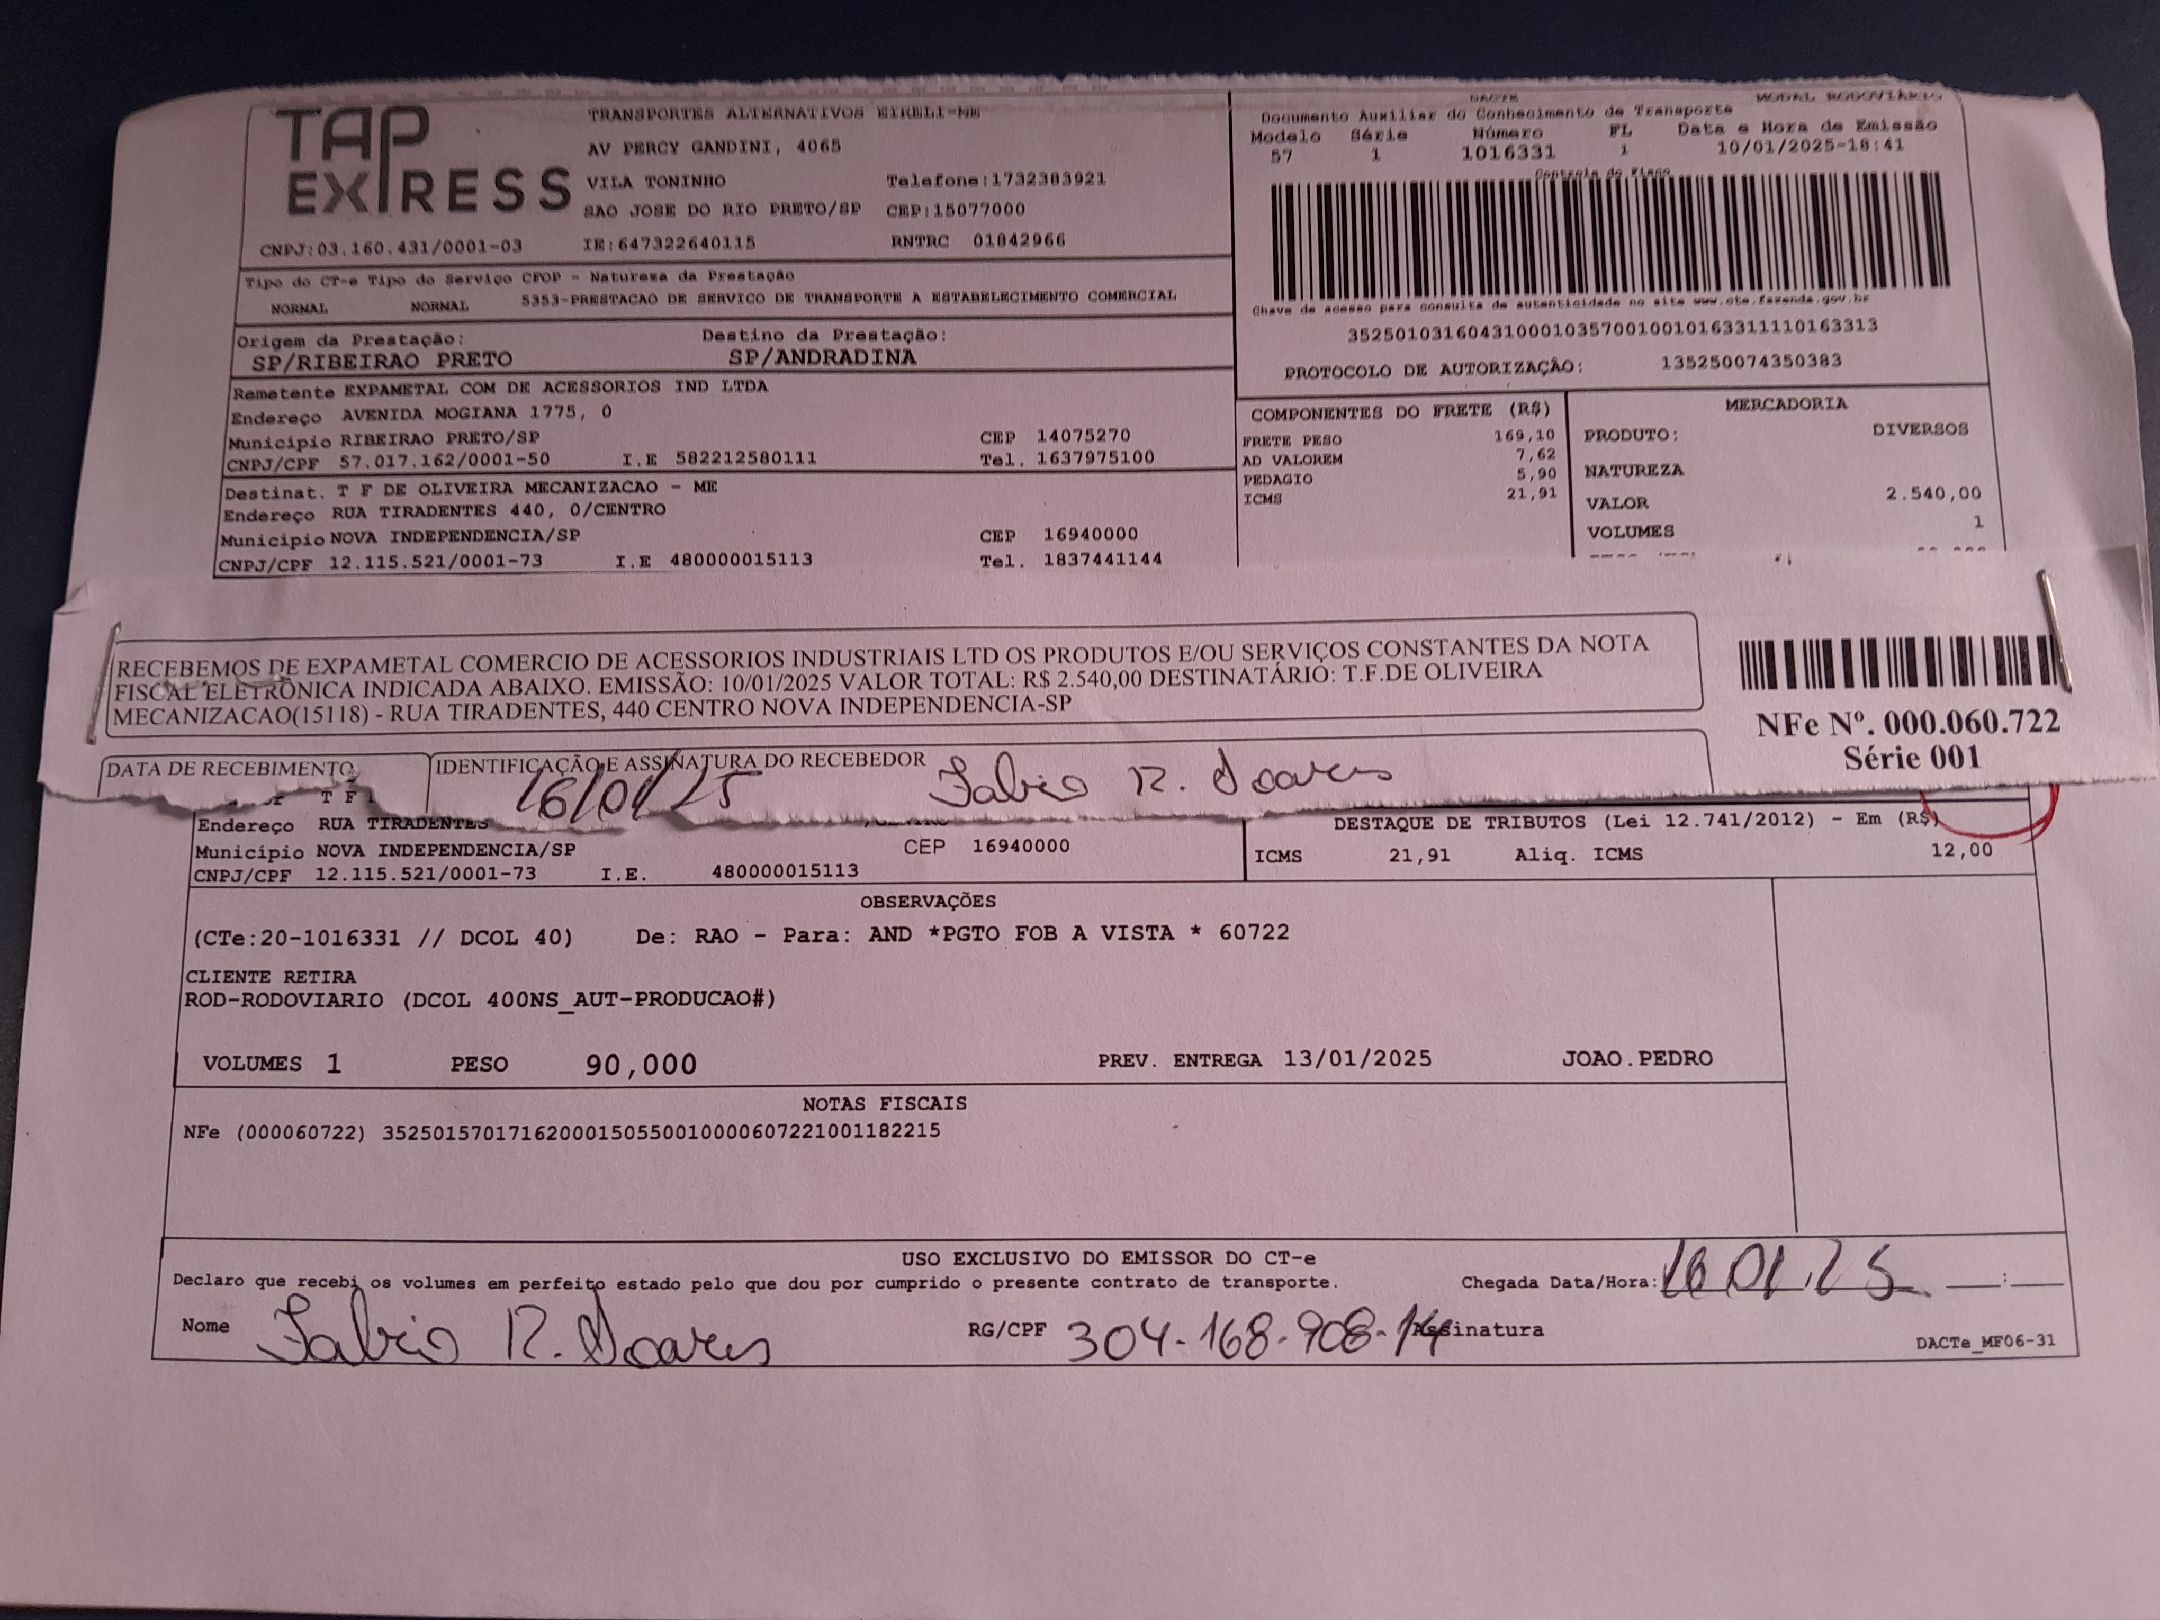 TAP EXPRESS
TRANSPORTES ALTERNATIVOS EIRELI-ME
AV PERCY GANDINI, 4065
VILA TONINHO Telefone:1732383921
SAO JOSE DO RIO PRETO/SP CEP:15077000
CNPJ:03.160.431/0001-03 IE:647322640115 RNTRC 01842966
DACTE MODAL RODOVIÁRIO
Documento Auxiliar do Conhecimento de Transporte
Modelo Série Número FL Data e Hora de Emissão
57 1 1016331 1 10/01/2025-18:41
Controle do Fisco
Chave de acesso para consulta de autenticidade no site www.cte.fazenda.gov.br
35250103160431000103570010010163311110163313
PROTOCOLO DE AUTORIZAÇÃO: 135250074350383
Tipo do CT-e Tipo do Serviço CFOP - Natureza da Prestação
NORMAL NORMAL 5353-PRESTACAO DE SERVICO DE TRANSPORTE A ESTABELECIMENTO COMERCIAL
Origem da Prestação: Destino da Prestação:
SP/RIBEIRAO PRETO SP/ANDRADINA
Remetente EXPAMETAL COM DE ACESSORIOS IND LTDA
Endereço AVENIDA MOGIANA 1775, 0
Município RIBEIRAO PRETO/SP CEP 14075270
CNPJ/CPF 57.017.162/0001-50 I.E 582212580111 Tel. 1637975100
Destinat. T F DE OLIVEIRA MECANIZACAO - ME
Endereço RUA TIRADENTES 440, 0/CENTRO
Município NOVA INDEPENDENCIA/SP CEP 16940000
CNPJ/CPF 12.115.521/0001-73 I.E 480000015113 Tel. 1837441144
COMPONENTES DO FRETE (R$)
FRETE PESO 169,10
AD VALOREM 7,62
PEDAGIO 5,90
ICMS 21,91
MERCADORIA
PRODUTO: DIVERSOS
NATUREZA
VALOR 2.540,00
VOLUMES 1
RECEBEMOS DE EXPAMETAL COMERCIO DE ACESSORIOS INDUSTRIAIS LTD OS PRODUTOS E/OU SERVIÇOS CONSTANTES DA NOTA
FISCAL ELETRÔNICA INDICADA ABAIXO. EMISSÃO: 10/01/2025 VALOR TOTAL: R$ 2.540,00 DESTINATÁRIO: T.F.DE OLIVEIRA
MECANIZACAO(15118) - RUA TIRADENTES, 440 CENTRO NOVA INDEPENDENCIA-SP
NFe Nº. 000.060.722
Série 001
DATA DE RECEBIMENTO IDENTIFICAÇÃO E ASSINATURA DO RECEBEDOR
16/01/25 Fabio R. Soares
T F
Endereço RUA TIRADENTES
Município NOVA INDEPENDENCIA/SP CEP 16940000
CNPJ/CPF 12.115.521/0001-73 I.E. 480000015113
DESTAQUE DE TRIBUTOS (Lei 12.741/2012) - Em (R$)
ICMS 21,91 Aliq. ICMS 12,00
OBSERVAÇÕES
(CTe:20-1016331 // DCOL 40) De: RAO - Para: AND *PGTO FOB A VISTA * 60722
CLIENTE RETIRA
ROD-RODOVIARIO (DCOL 400NS_AUT-PRODUCAO#)
VOLUMES 1 PESO 90,000 PREV. ENTREGA 13/01/2025 JOAO.PEDRO
NOTAS FISCAIS
NFe (000060722) 35250157017162000150550010000607221001182215
USO EXCLUSIVO DO EMISSOR DO CT-e
Declaro que recebi os volumes em perfeito estado pelo que dou por cumprido o presente contrato de transporte. Chegada Data/Hora: 16 01.25 ___:___
Nome Fabio R. Soares RG/CPF 304-168-908-14 Assinatura
DACTe_MF06-31